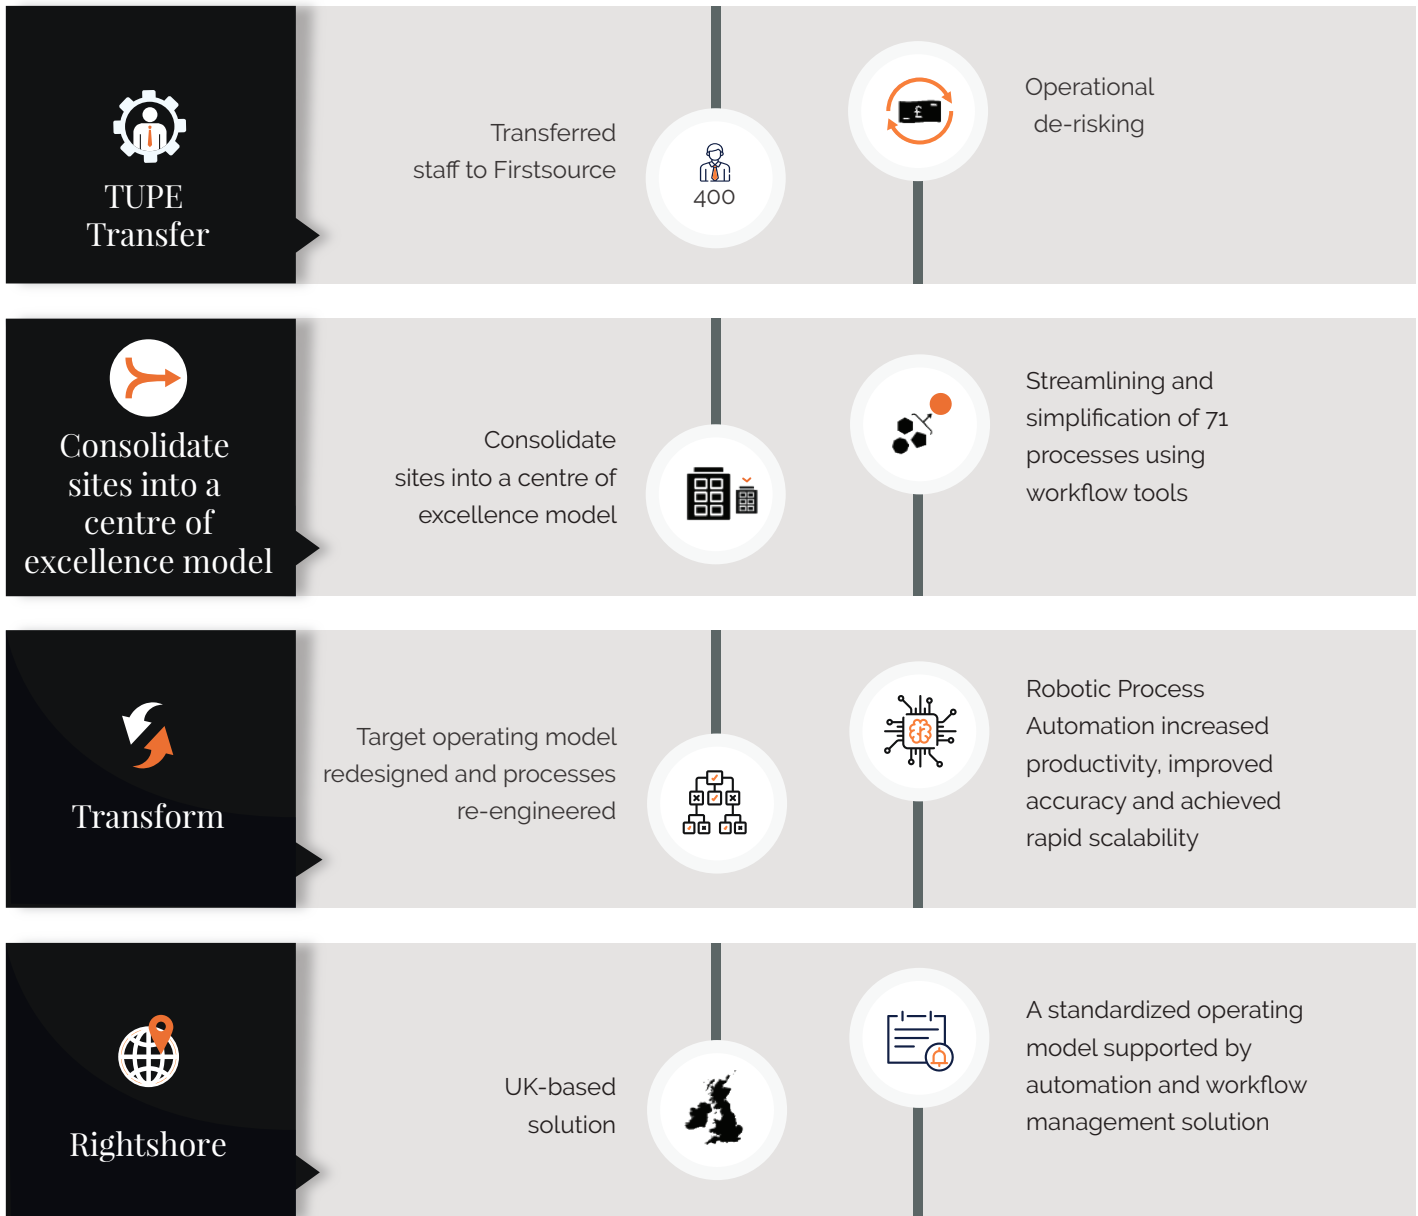 TUPE
Transfer
Transferred
staff to Firstsource
400
£
Operational
de-risking
Consolidate
sites into a
centre of
excellence model
Consolidate
sites into a centre of
excellence model
Streamlining and
simplification of 71
processes using
workflow tools
Transform
Target operating model
redesigned and processes
re-engineered
Robotic Process
Automation increased
productivity, improved
accuracy and achieved
rapid scalability
Rightshore
UK-based
solution
A standardized operating
model supported by
automation and workflow
management solution